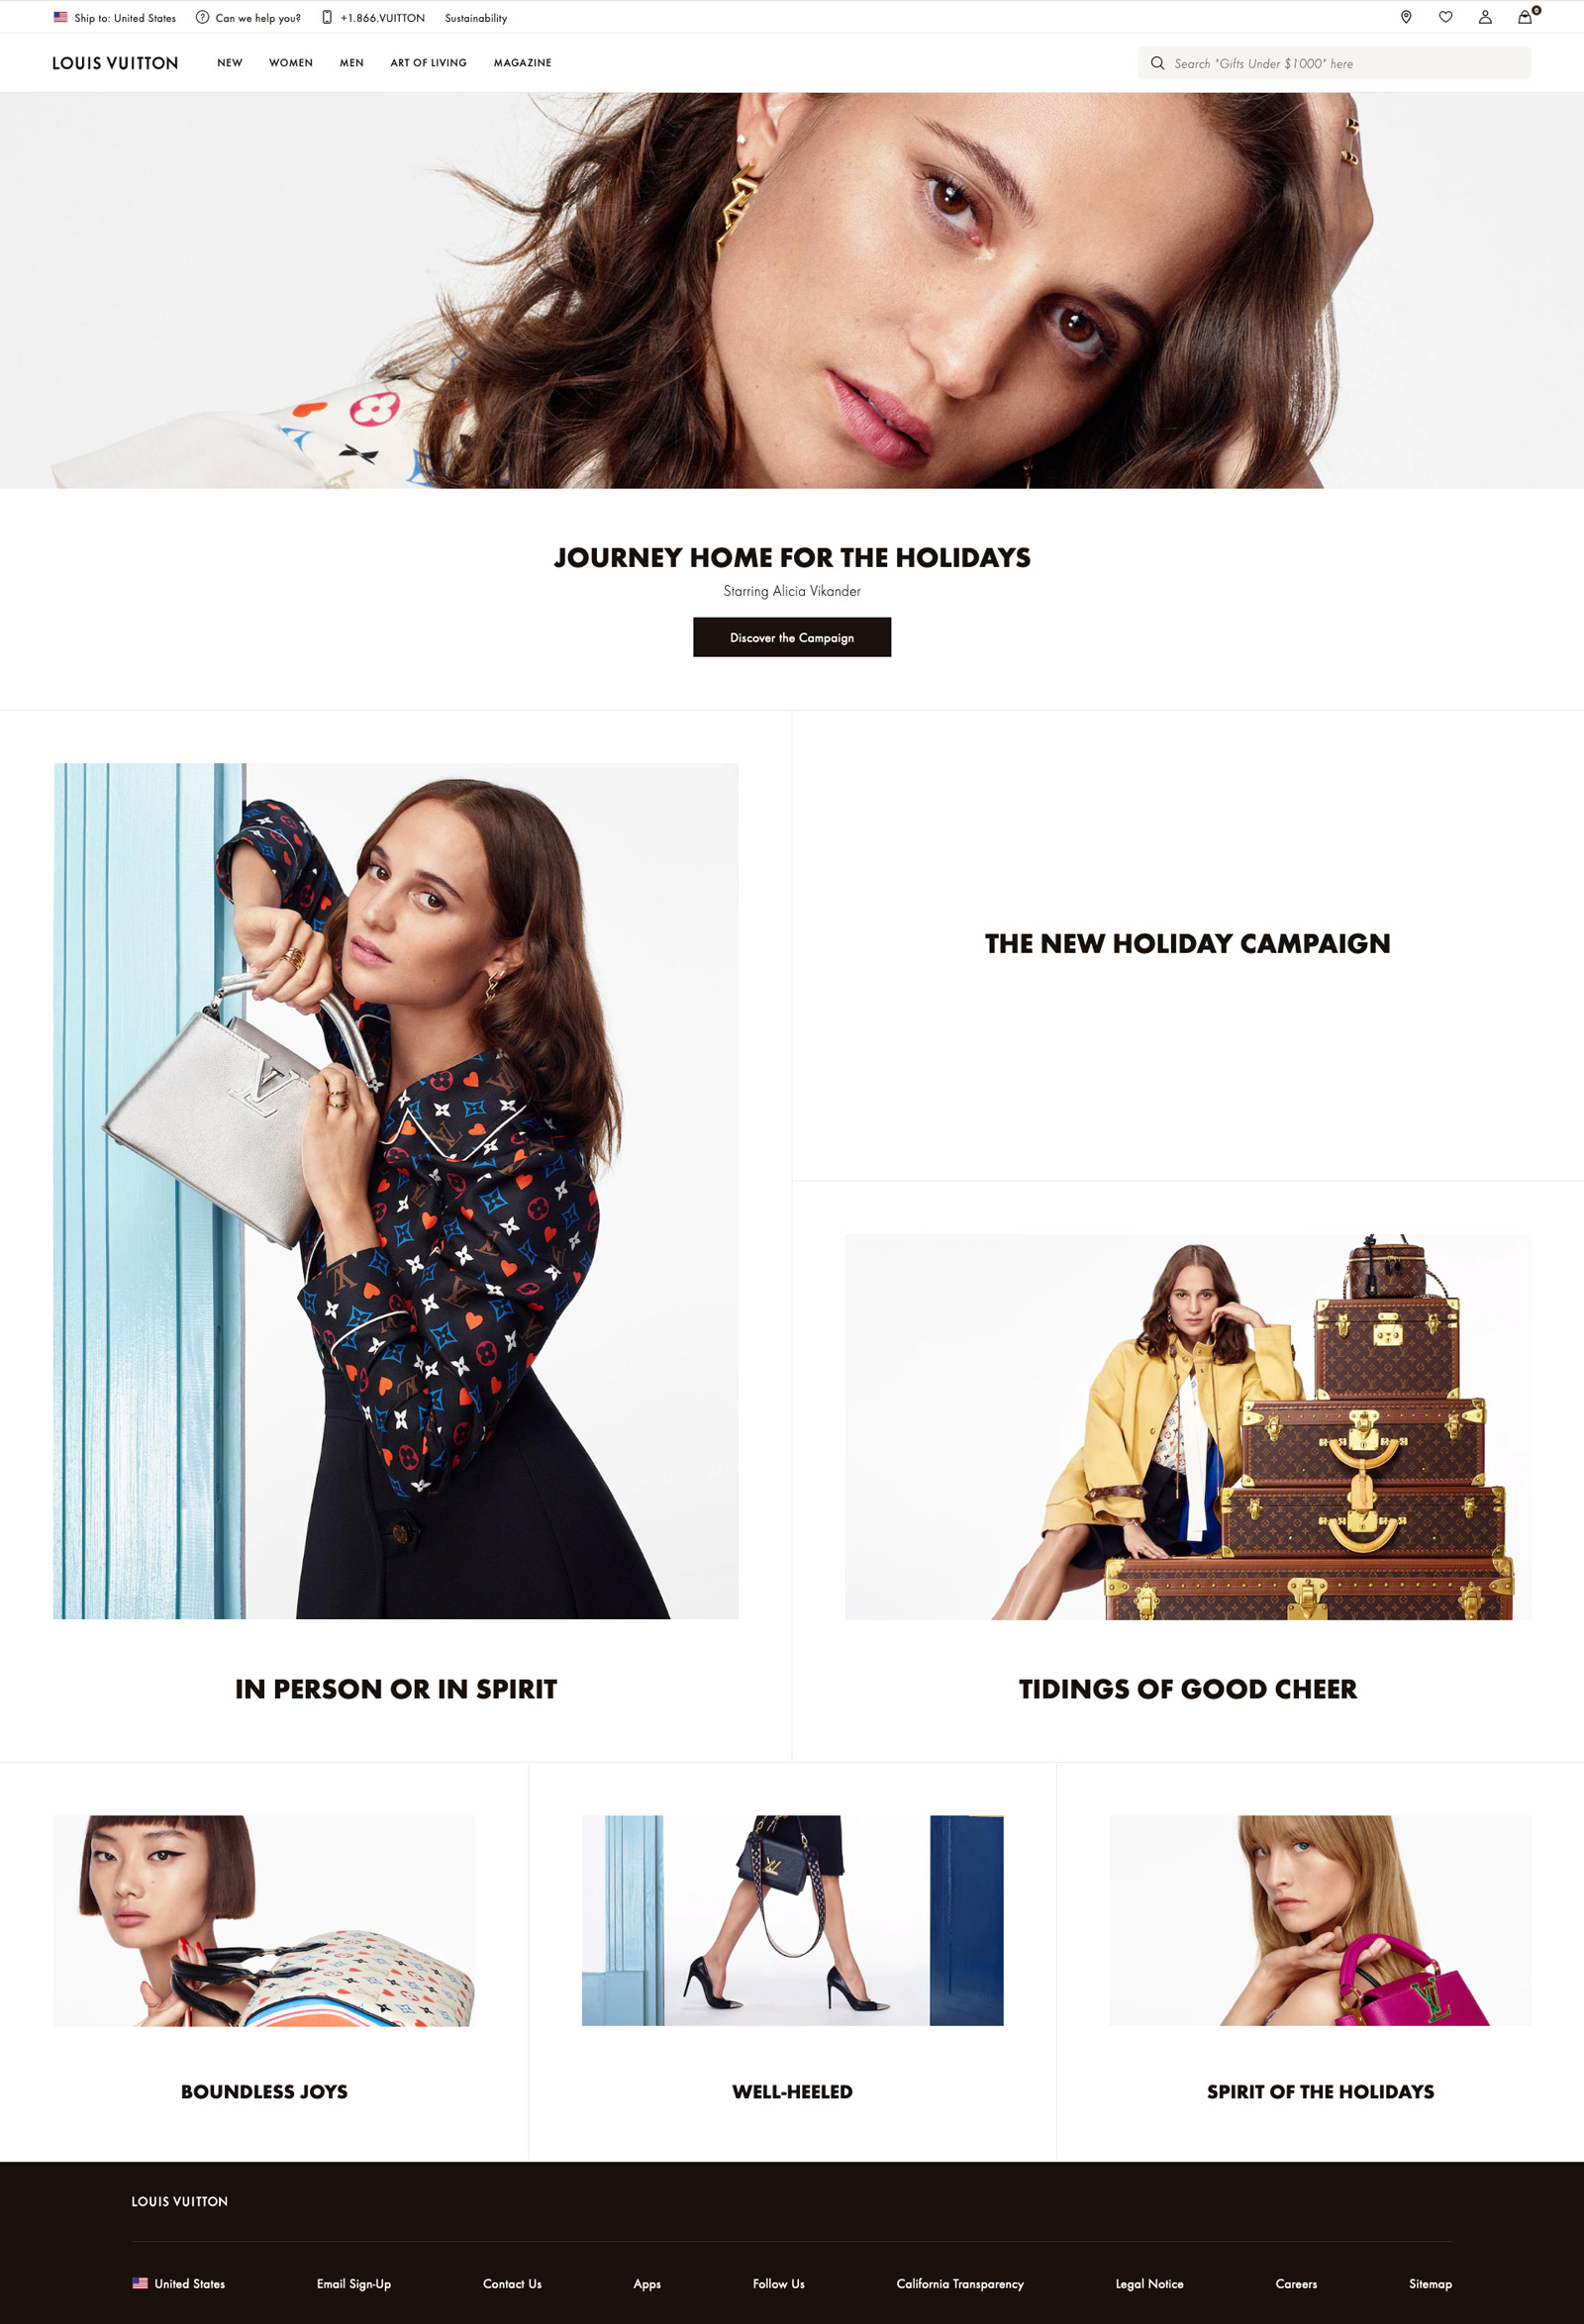 Ship to: United States
Can we help you?
+1.866.VUITTON
Sustainability
0
LOUIS VUITTON
NEW
WOMEN
MEN
ART OF LIVING
MAGAZINE
Search "Gifts Under $1000" here
JOURNEY HOME FOR THE HOLIDAYS
Starring Alicia Vikander
Discover the Campaign
THE NEW HOLIDAY CAMPAIGN
IN PERSON OR IN SPIRIT
TIDINGS OF GOOD CHEER
BOUNDLESS JOYS
WELL-HEELED
SPIRIT OF THE HOLIDAYS
LOUIS VUITTON
United States
Email Sign-Up
Contact Us
Apps
Follow Us
California Transparency
Legal Notice
Careers
Sitemap